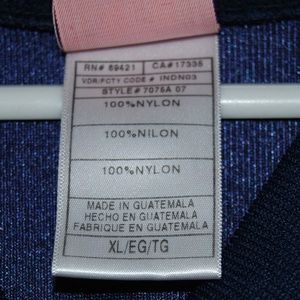 RN# 69421 CA# 17335
VDR/FCTY CODE # INDN03
STYLE# 7075A 07
100%NYLON
100%NILON
100%NYLON
MADE IN GUATEMALA
HECHO EN GUATEMALA
FABRIQUE EN GUATEMALA
XL/EG/TG